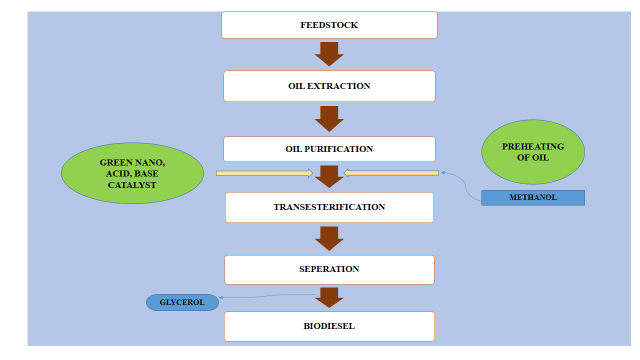 FEEDSTOCK
OIL EXTRACTION
OIL PURIFICATION
PREHEATING
OF OIL
GREEN NANO,
ACID, BASE
CATALYST
METHANOL
TRANSESTERIFICATION
SEPERATION
GLYCEROL
BIODIESEL